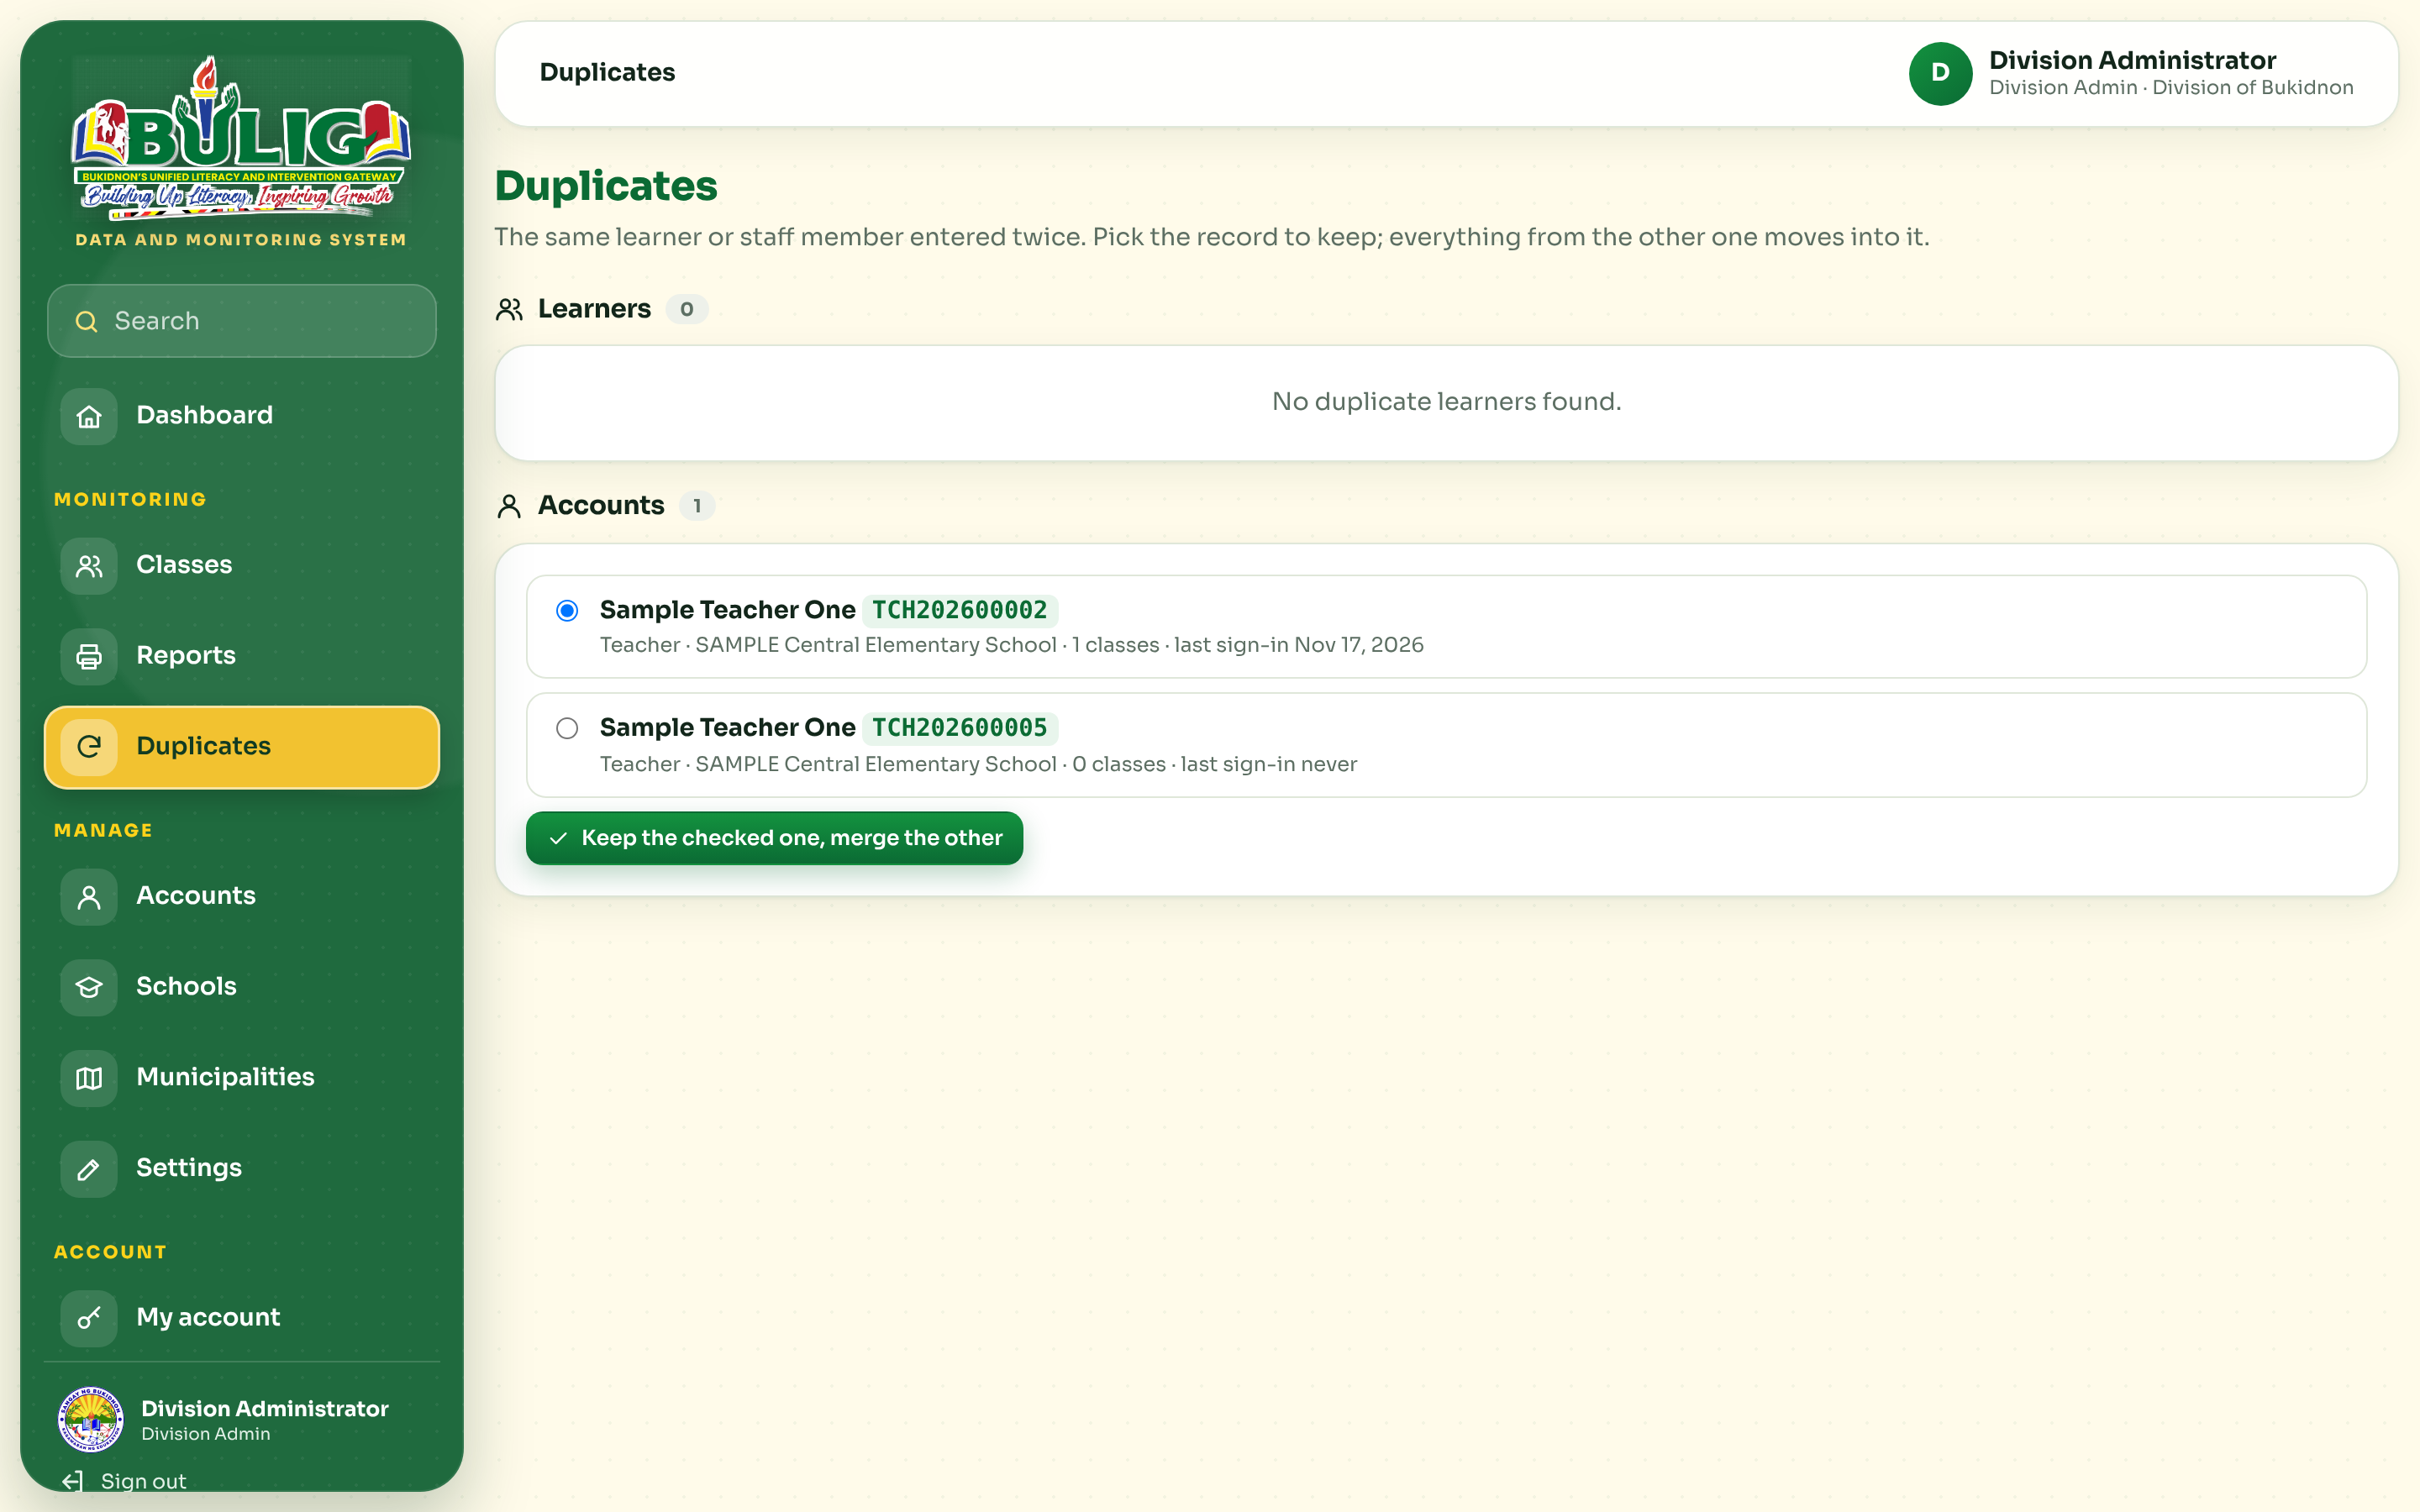 BULIG
BUKIDNON'S UNIFIED LITERACY AND INTERVENTION GATEWAY
Building Up Literacy, Inspiring Growth
DATA AND MONITORING SYSTEM
Search
Dashboard
MONITORING
Classes
Reports
Duplicates
MANAGE
Accounts
Schools
Municipalities
Settings
ACCOUNT
My account
Division Administrator
Division Admin
Sign out
Duplicates
D
Division Administrator
Division Admin · Division of Bukidnon
Duplicates
The same learner or staff member entered twice. Pick the record to keep; everything from the other one moves into it.
Learners 0
No duplicate learners found.
Accounts 1
Sample Teacher One TCH202600002
Teacher · SAMPLE Central Elementary School · 1 classes · last sign-in Nov 17, 2026
Sample Teacher One TCH202600005
Teacher · SAMPLE Central Elementary School · 0 classes · last sign-in never
Keep the checked one, merge the other